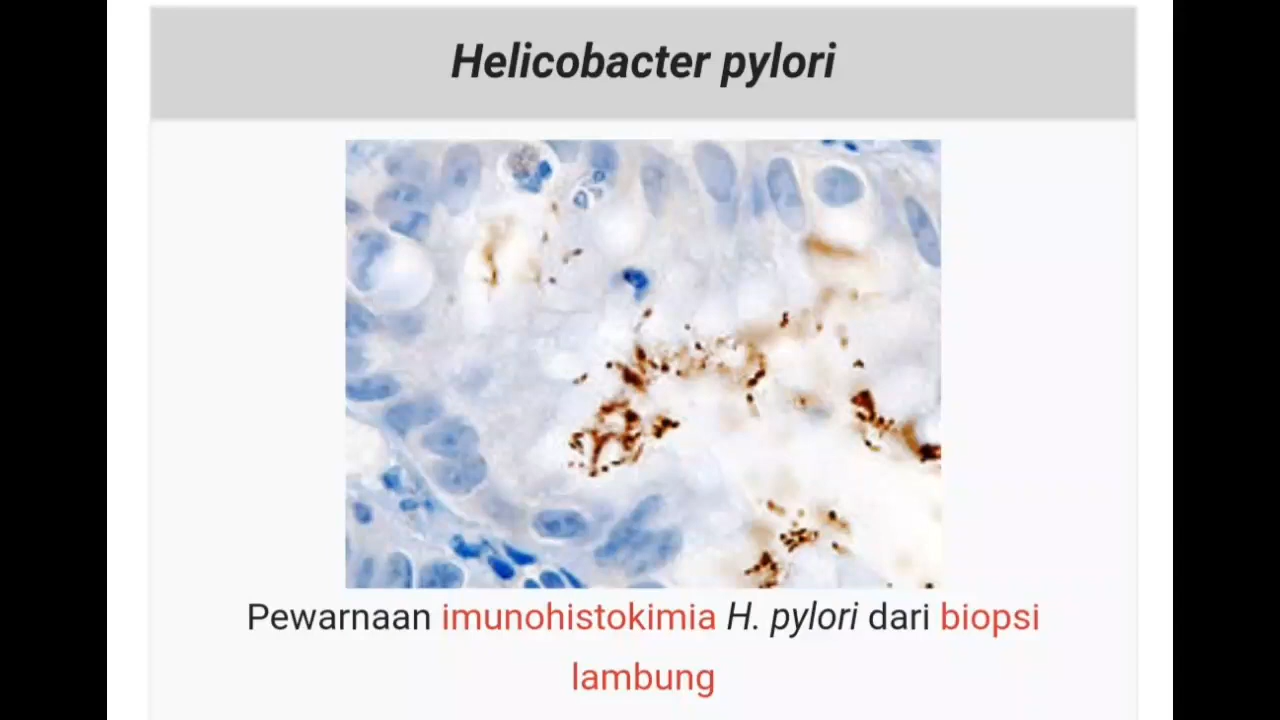 Helicobacter pylori
Pewarnaan imunohistokimia H. pylori dari biopsi
lambung